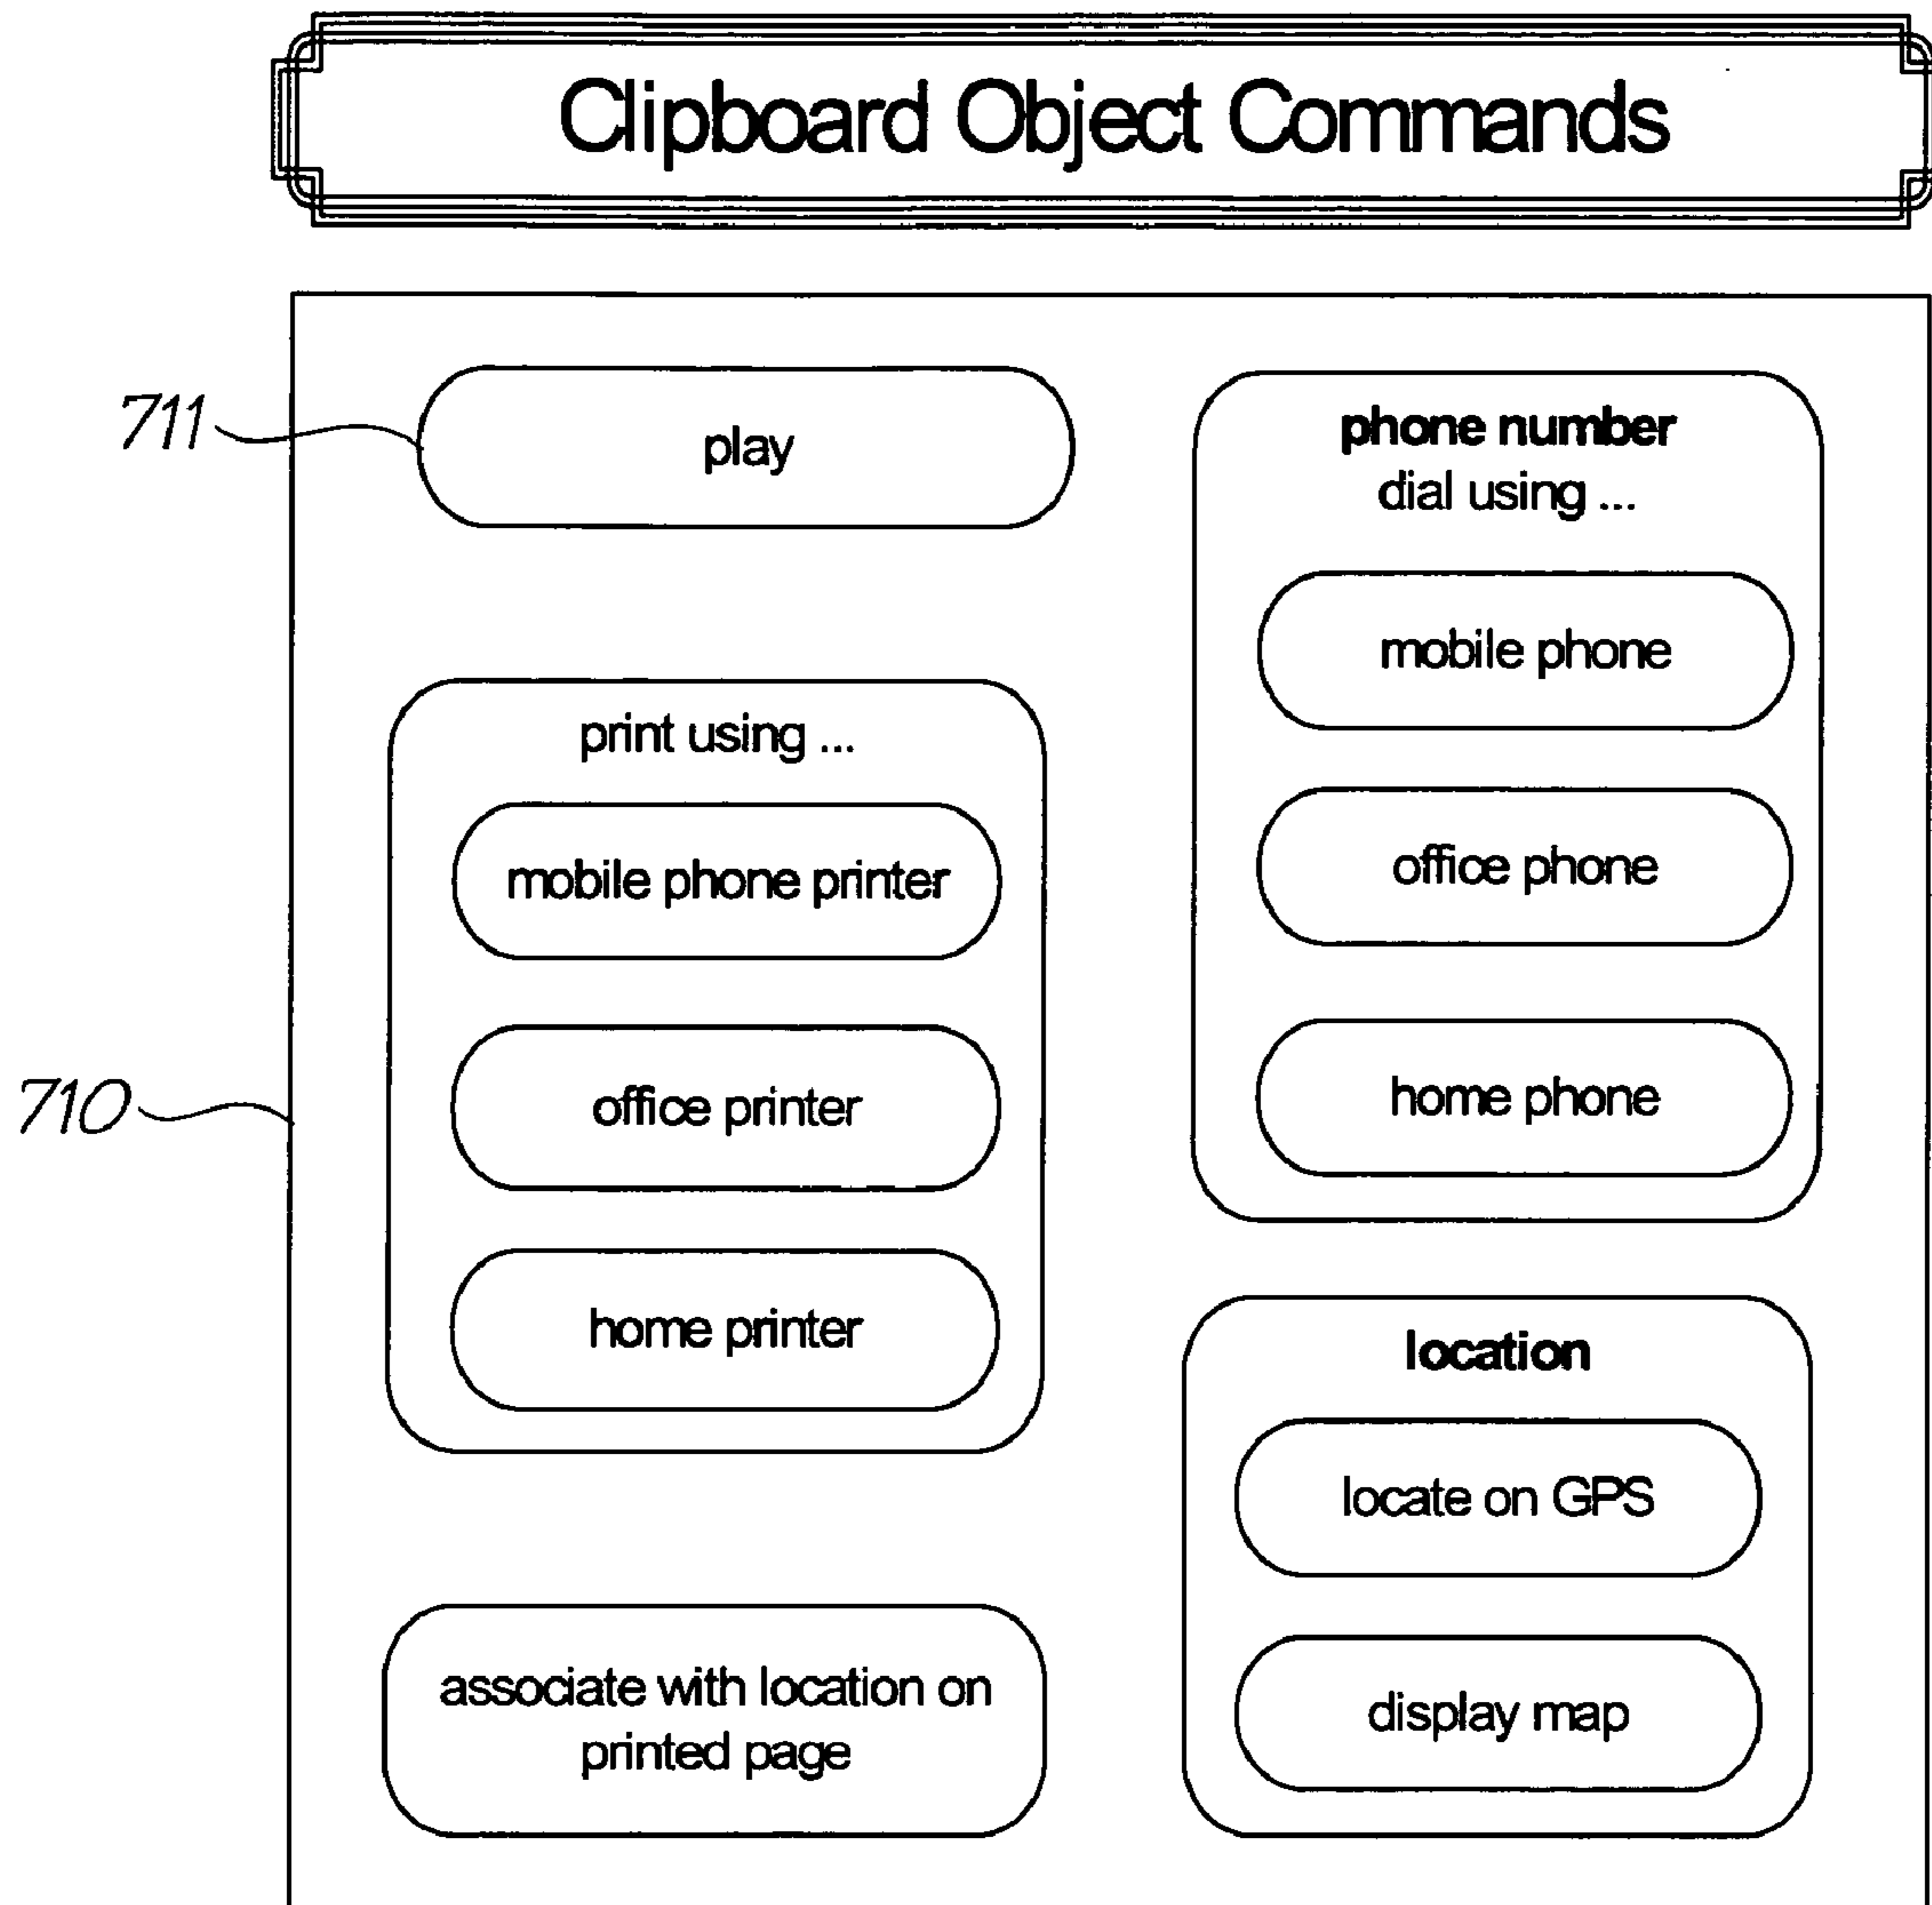 Clipboard Object Commands
711
play
print using ...
mobile phone printer
office printer
home printer
710
associate with location on
printed page
phone number
dial using ...
mobile phone
office phone
home phone
location
locate on GPS
display map